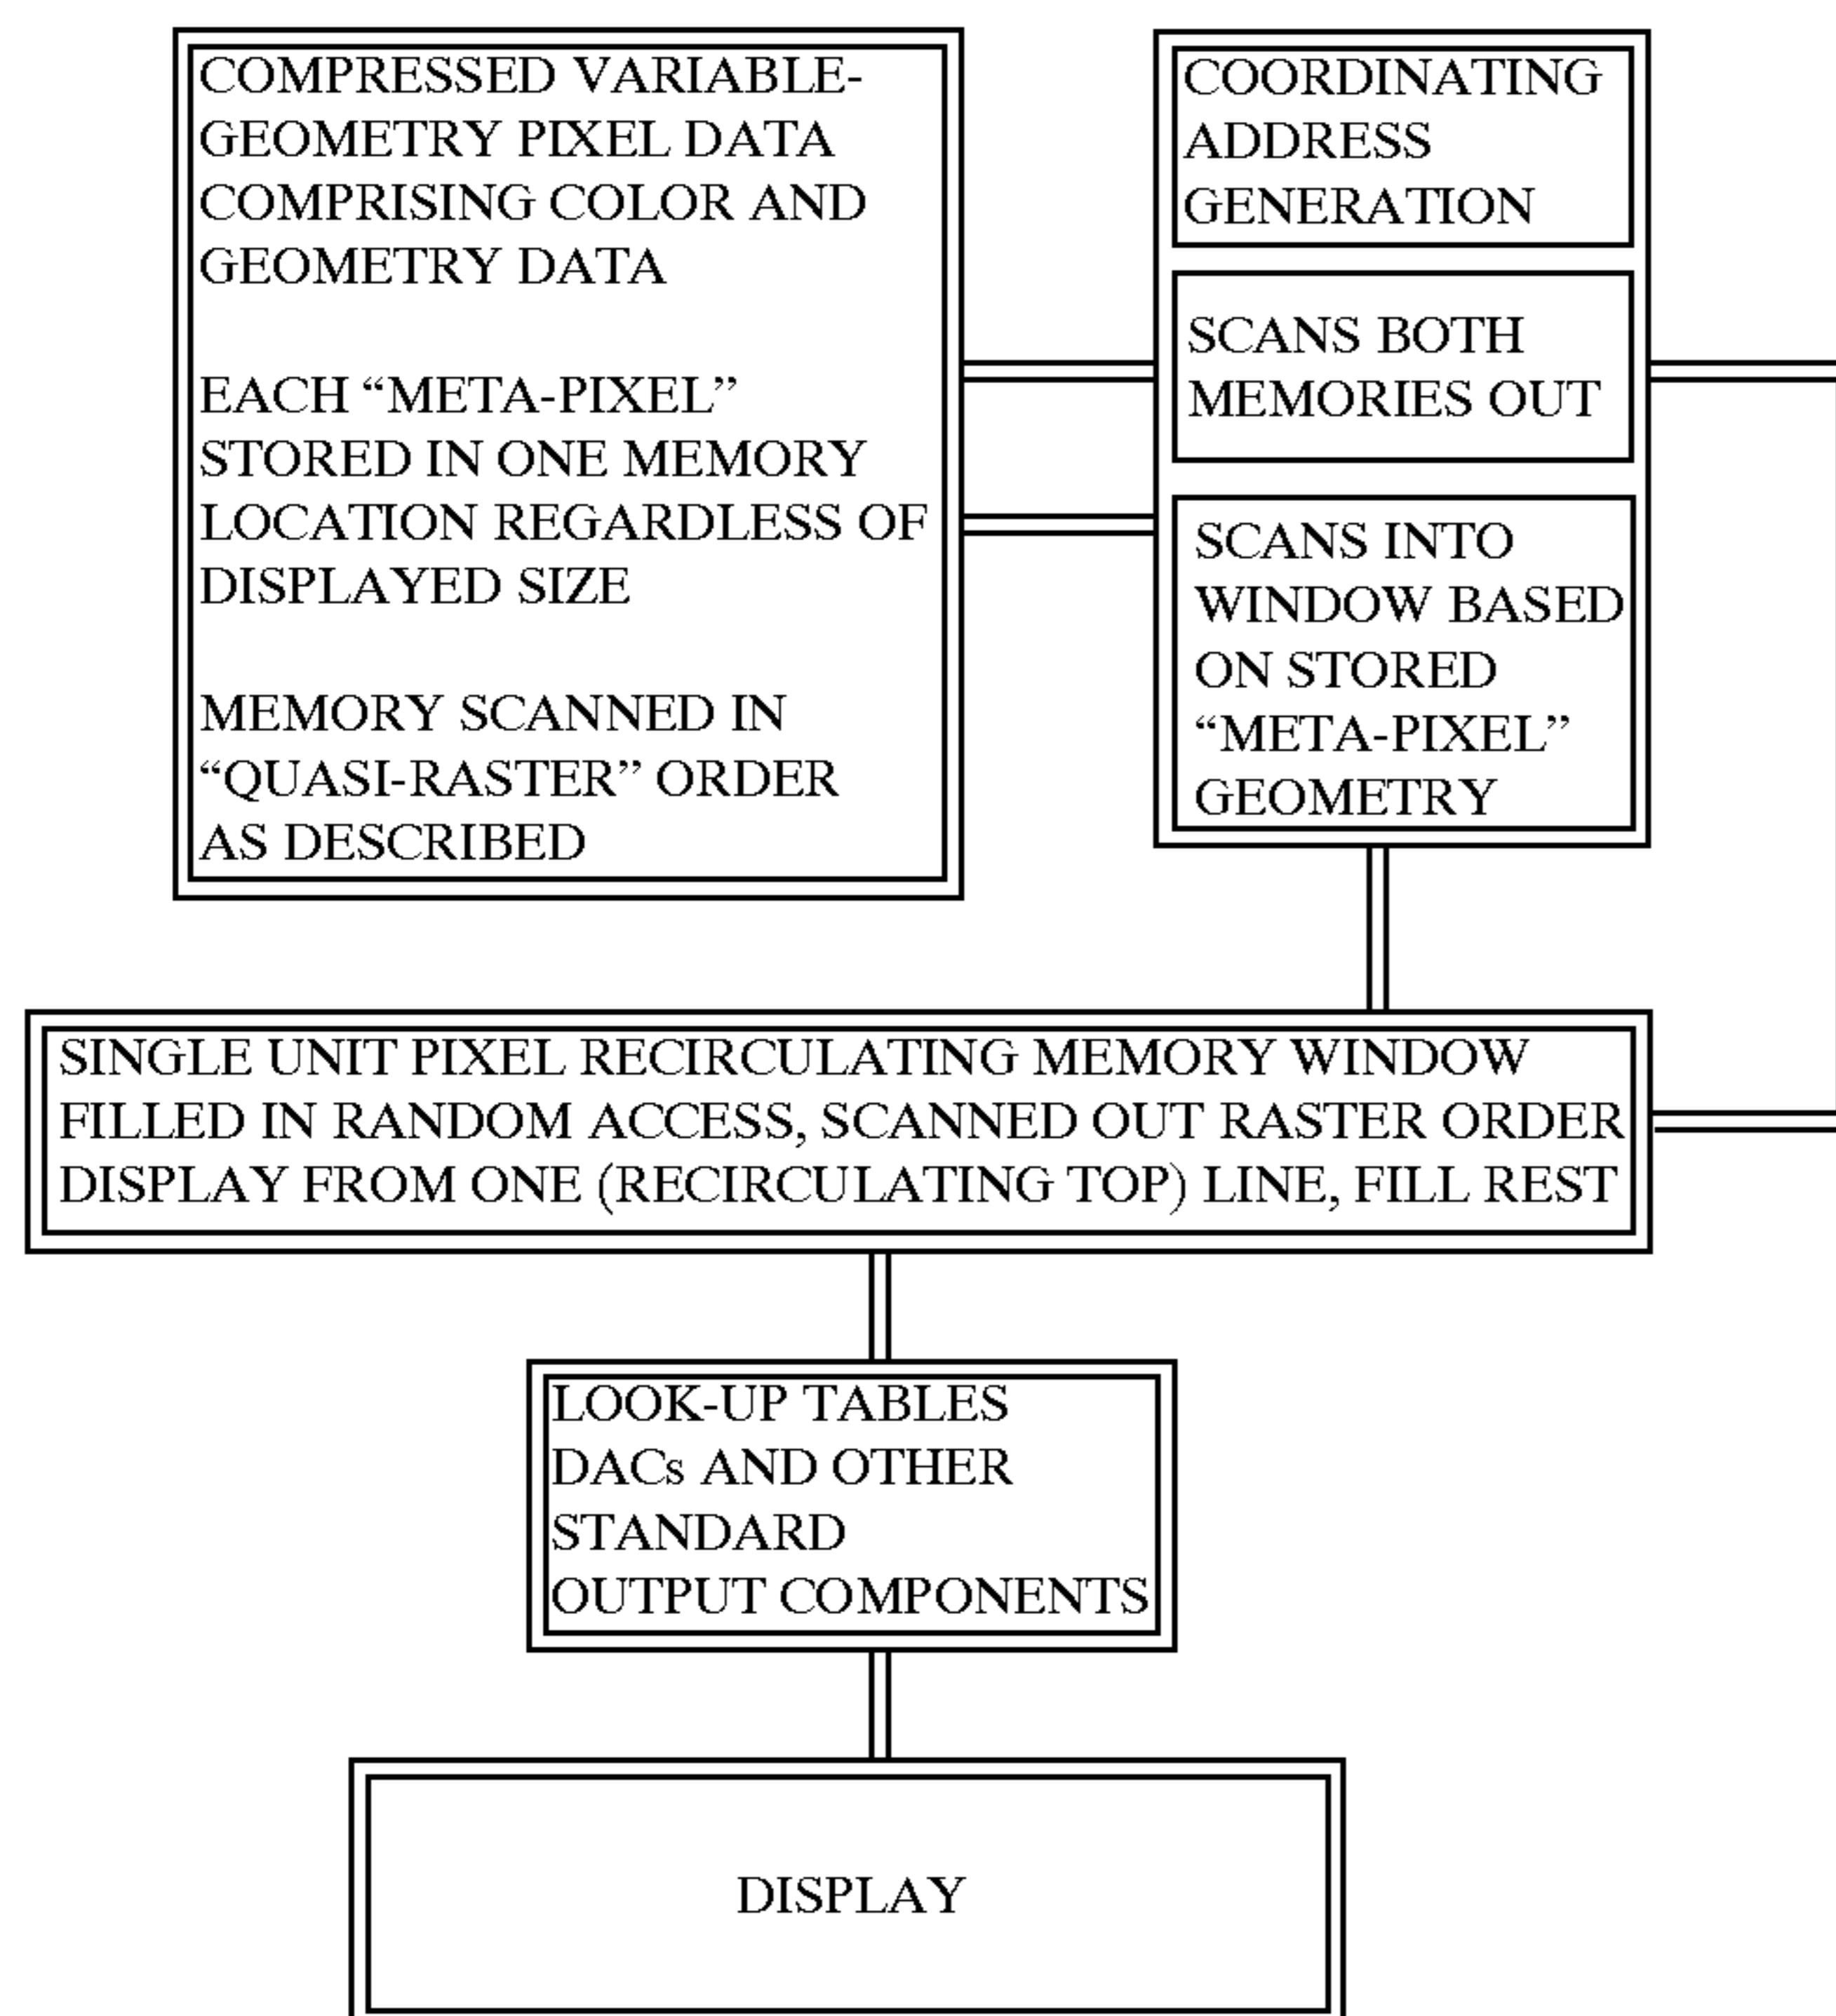 COMPRESSED VARIABLE-
GEOMETRY PIXEL DATA
COMPRISING COLOR AND
GEOMETRY DATA
EACH “META-PIXEL”
STORED IN ONE MEMORY
LOCATION REGARDLESS OF
DISPLAYED SIZE
MEMORY SCANNED IN
“QUASI-RASTER” ORDER
AS DESCRIBED
COORDINATING
ADDRESS
GENERATION
SCANS BOTH
MEMORIES OUT
SCANS INTO
WINDOW BASED
ON STORED
“META-PIXEL”
GEOMETRY
SINGLE UNIT PIXEL RECIRCULATING MEMORY WINDOW
FILLED IN RANDOM ACCESS, SCANNED OUT RASTER ORDER
DISPLAY FROM ONE (RECIRCULATING TOP) LINE, FILL REST
LOOK-UP TABLES
DACs AND OTHER
STANDARD
OUTPUT COMPONENTS
DISPLAY